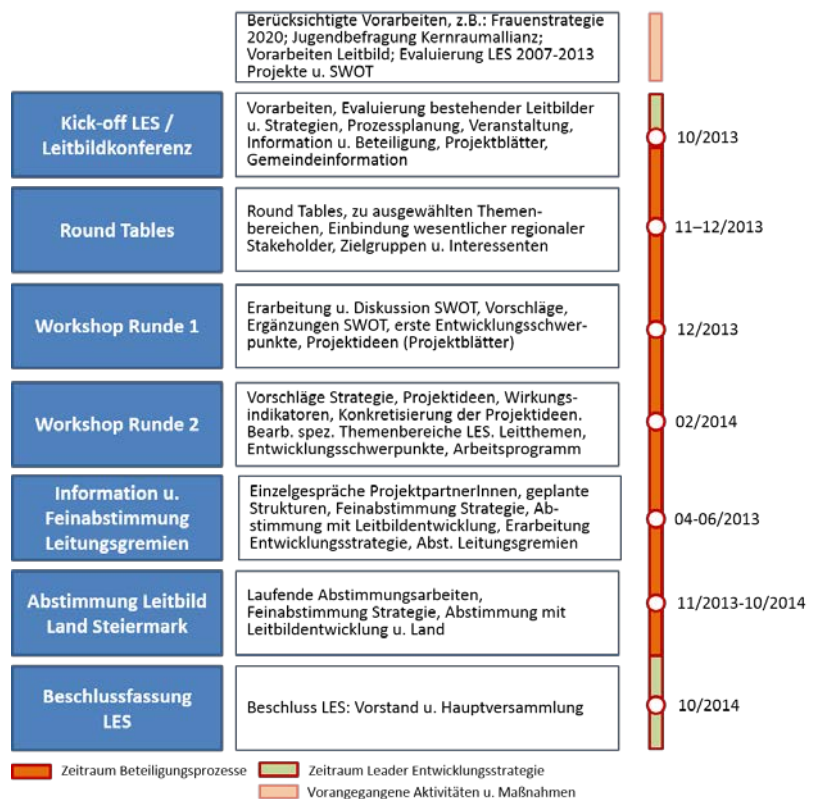 Berücksichtigte Vorarbeiten, z.B.: Frauenstrategie
2020; Jugendbefragung Kernraumallianz;
Vorarbeiten Leitbild; Evaluierung LES 2007-2013
Projekte u. SWOT
Kick-off LES /
Leitbildkonferenz
Vorarbeiten, Evaluierung bestehender Leitbilder
u. Strategien, Prozessplanung, Veranstaltung,
Information u. Beteiligung, Projektblätter,
Gemeindeinformation
10/2013
Round Tables
Round Tables, zu ausgewählten Themen-
bereichen, Einbindung wesentlicher regionaler
Stakeholder, Zielgruppen u. Interessenten
11–12/2013
Workshop Runde 1
Erarbeitung u. Diskussion SWOT, Vorschläge,
Ergänzungen SWOT, erste Entwicklungsschwer-
punkte, Projektideen (Projektblätter)
12/2013
Workshop Runde 2
Vorschläge Strategie, Projektideen, Wirkungs-
indikatoren, Konkretisierung der Projektideen.
Bearb. spez. Themenbereiche LES. Leitthemen,
Entwicklungsschwerpunkte, Arbeitsprogramm
02/2014
Information u.
Feinabstimmung
Leitungsgremien
Einzelgespräche ProjektpartnerInnen, geplante
Strukturen, Feinabstimmung Strategie, Ab-
stimmung mit Leitbildentwicklung, Erarbeitung
Entwicklungsstrategie, Abst. Leitungsgremien
04-06/2013
Abstimmung Leitbild
Land Steiermark
Laufende Abstimmungsarbeiten,
Feinabstimmung Strategie, Abstimmung mit
Leitbildentwicklung u. Land
11/2013-10/2014
Beschlussfassung
LES
Beschluss LES: Vorstand u. Hauptversammlung
10/2014
Zeitraum Beteiligungsprozesse
Zeitraum Leader Entwicklungsstrategie
Vorangegangene Aktivitäten u. Maßnahmen